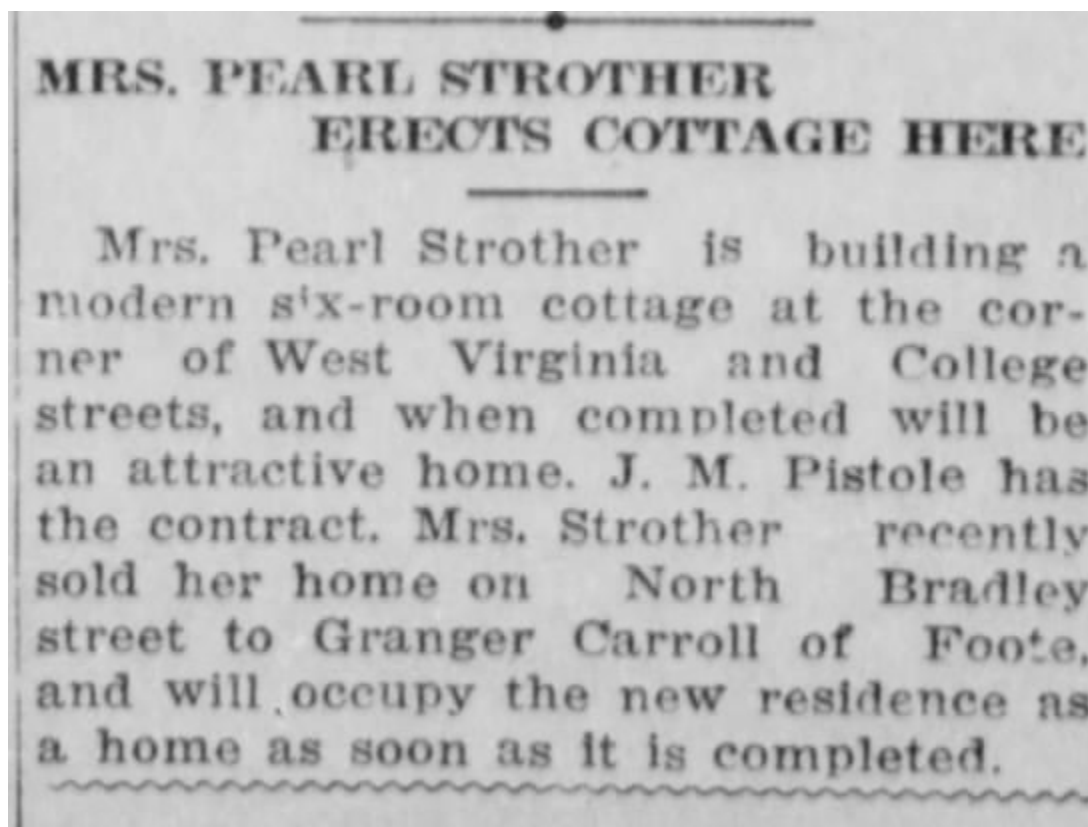 MRS. PEARL STROTHER
ERECTS COTTAGE HERE
Mrs. Pearl Strother is building a
modern six-room cottage at the cor-
ner of West Virginia and College
streets, and when completed will be
an attractive home. J. M. Pistole has
the contract. Mrs. Strother recently
sold her home on North Bradley
street to Granger Carroll of Foote,
and will occupy the new residence as
a home as soon as it is completed.